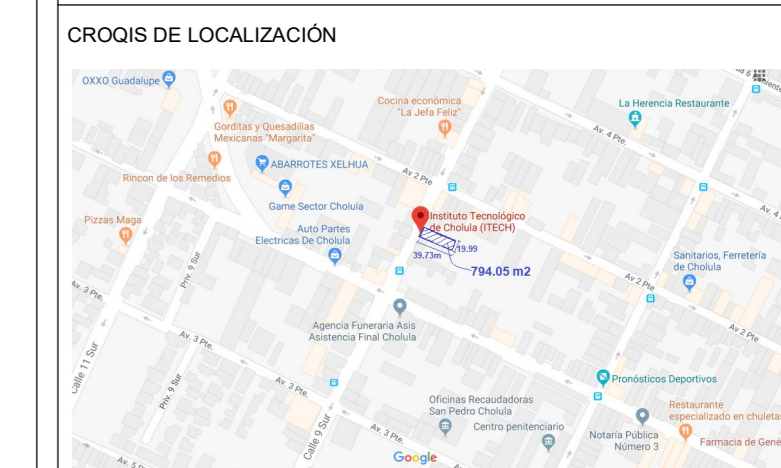 CROQIS DE LOCALIZACIÓN
OXXO Guadalupe
Cocina económica
"La Jefa Feliz"
La Herencia Restaurante
Gorditas y Quesadillas
Mexicanas "Margarita"
Av. 4 Pte.
ABARROTES XELHUA
Rincon de los Remedios
Av 2 Pte
Game Sector Cholula
Av. 4
Pizzas Maga
Auto Partes
Electricas De Cholula
Instituto Tecnológico
de Cholula (ITECH)
19.99
39.73m
794.05 m2
Sanitarios, Ferretería
de Cholula
Priv. 9 Sur
Av. 3 Pte.
Av 2 Pte
Av 2 Pte
Agencia Funeraria Asis
Asistencia Final Cholula
Av. 3 Pte.
Calle 11 Sur
Priv. 9 Sur
Av. 3 Pte.
Pronósticos Deportivos
Oficinas Recaudadoras
San Pedro Cholula
Restaurante
especializado en chuletas
Calle 9 Sur
Centro penitenciario
Av. 3 Pte.
Notaría Pública
Número 3
Farmacia de Gené
Google
Av. 5 P